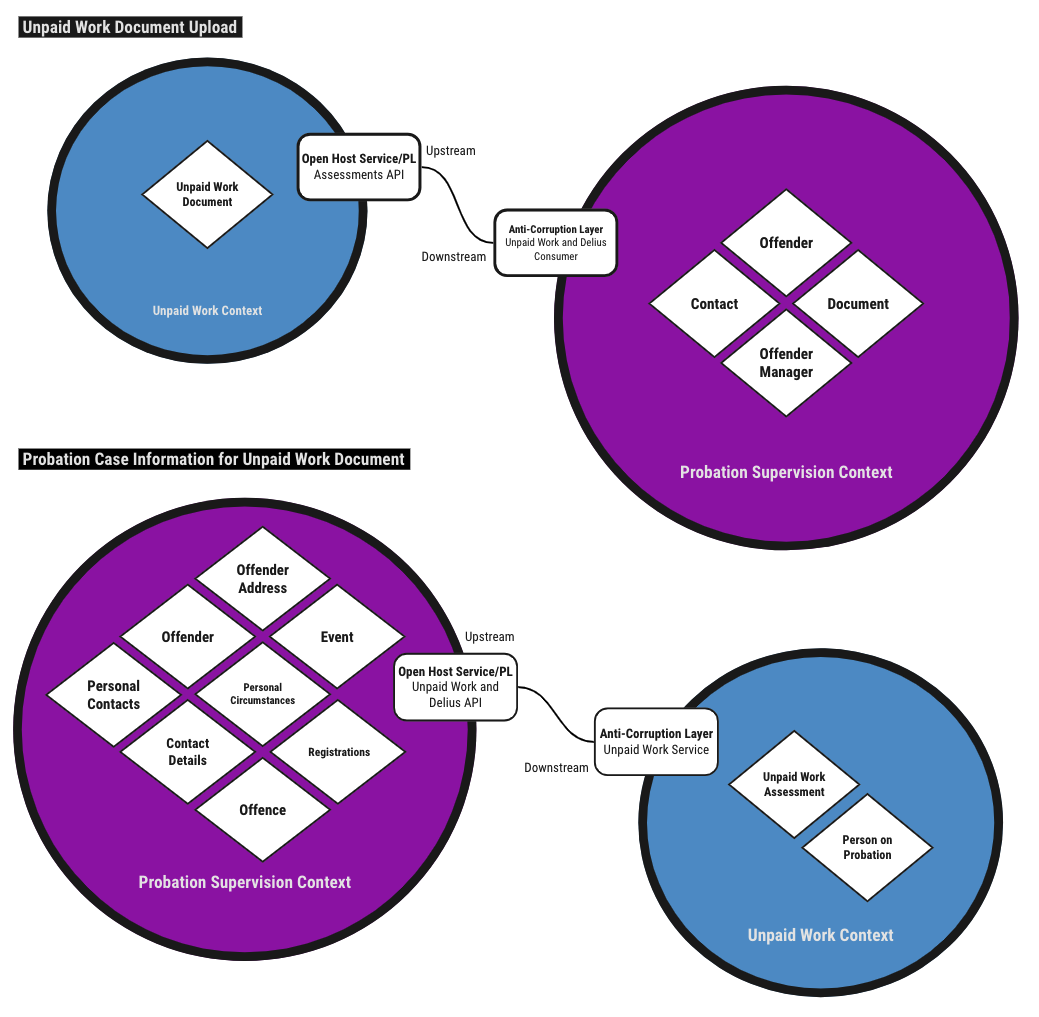 Unpaid Work Document Upload
Unpaid Work
Document
Unpaid Work Context
Open Host Service/PL
Assessments API
Upstream
Downstream
Anti-Corruption Layer
Unpaid Work and Delius
Consumer
Offender
Contact
Document
Offender
Manager
Probation Supervision Context
Probation Case Information for Unpaid Work Document
Offender
Address
Offender
Event
Personal
Contacts
Personal
Circumstances
Contact
Details
Registrations
Offence
Probation Supervision Context
Upstream
Open Host Service/PL
Unpaid Work and
Delius API
Downstream
Anti-Corruption Layer
Unpaid Work Service
Unpaid Work
Assessment
Person on
Probation
Unpaid Work Context